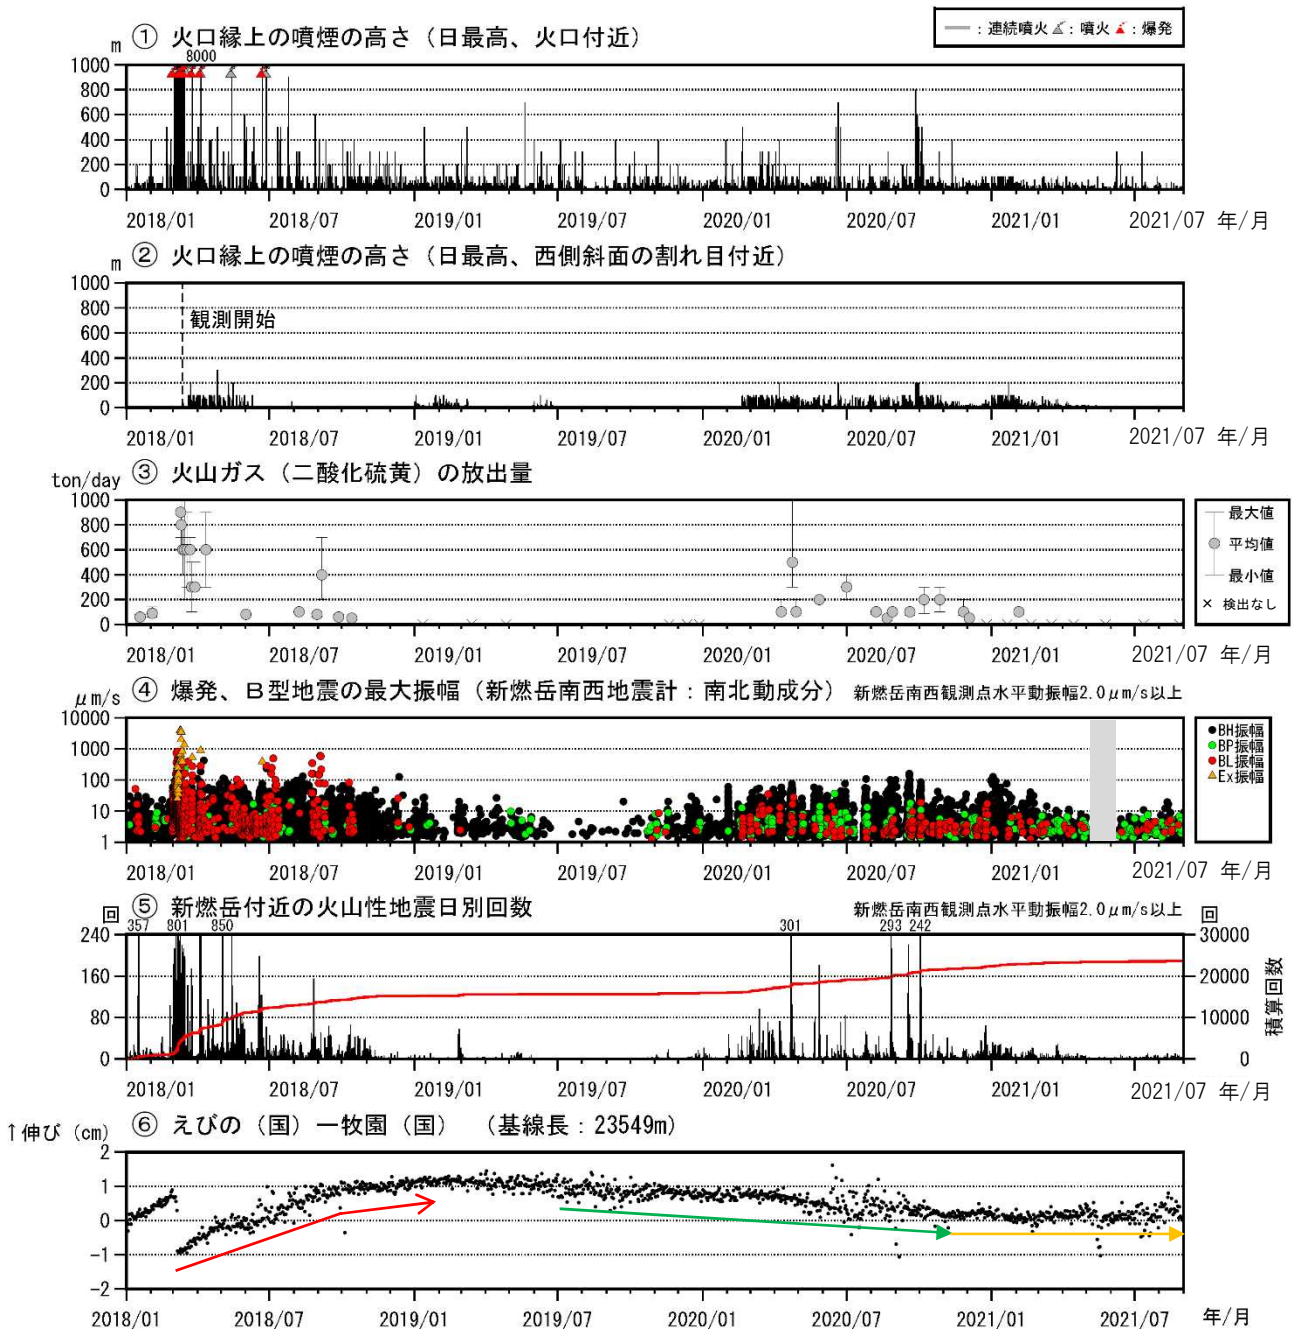 ① 火口縁上の噴煙の高さ（日最高、火口付近）
━ : 連続噴火 : 噴火 : 爆発
m
8000
1000
800
600
400
200
0
2018/01 2018/07 2019/01 2019/07 2020/01 2020/07 2021/01 2021/07 年/月
② 火口縁上の噴煙の高さ（日最高、西側斜面の割れ目付近）
m
1000
800
600
400
200
0
観測開始
2018/01 2018/07 2019/01 2019/07 2020/01 2020/07 2021/01 2021/07 年/月
③ 火山ガス（二酸化硫黄）の放出量
ton/day
1000
800
600
400
200
0
最大値
平均値
最小値
× 検出なし
2018/01 2018/07 2019/01 2019/07 2020/01 2020/07 2021/01 2021/07 年/月
④ 爆発、B型地震の最大振幅（新燃岳南西地震計：南北動成分） 新燃岳南西観測点水平動振幅2.0μm/s以上
μm/s
10000
1000
100
10
1
BH振幅
BP振幅
BL振幅
Ex振幅
2018/01 2018/07 2019/01 2019/07 2020/01 2020/07 2021/01 2021/07 年/月
⑤ 新燃岳付近の火山性地震日別回数 新燃岳南西観測点水平動振幅2.0μm/s以上
回
回
357 801 850 301 293 242
240
160
80
0
30000
20000
10000
0
積算回数
2018/01 2018/07 2019/01 2019/07 2020/01 2020/07 2021/01 2021/07 年/月
⑥ えびの（国）－牧園（国） （基線長：23549m）
↑伸び（cm）
2
1
0
-1
-2
2018/01 2018/07 2019/01 2019/07 2020/01 2020/07 2021/01 2021/07 年/月